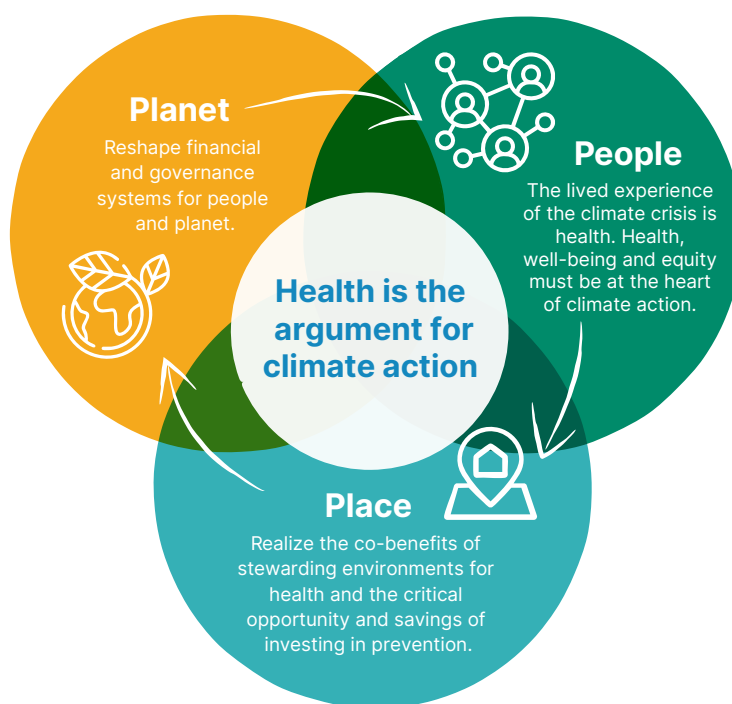 Planet
Reshape financial
and governance
systems for people
and planet.
People
The lived experience
of the climate crisis is
health. Health,
well-being and equity
must be at the heart
of climate action.
Health is the
argument for
climate action
Place
Realize the co-benefits of
stewarding environments for
health and the critical
opportunity and savings of
investing in prevention.